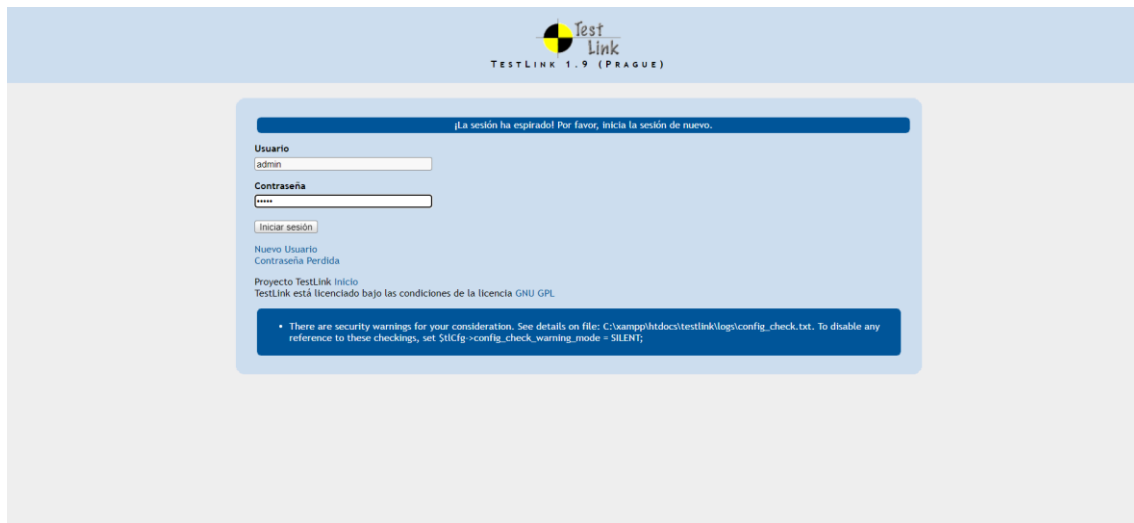 Test
Link
TestLink 1.9 (Prague)
¡La sesión ha espirado! Por favor, inicia la sesión de nuevo.
Usuario
admin
Contraseña
•••••
Iniciar sesión
Nuevo Usuario
Contraseña Perdida
Proyecto TestLink Inicio
TestLink está licenciado bajo las condiciones de la licencia GNU GPL
• There are security warnings for your consideration. See details on file: C:\xampp\htdocs\testlink\logs\config_check.txt. To disable any
reference to these checkings, set $tlCfg->config_check_warning_mode = SILENT;